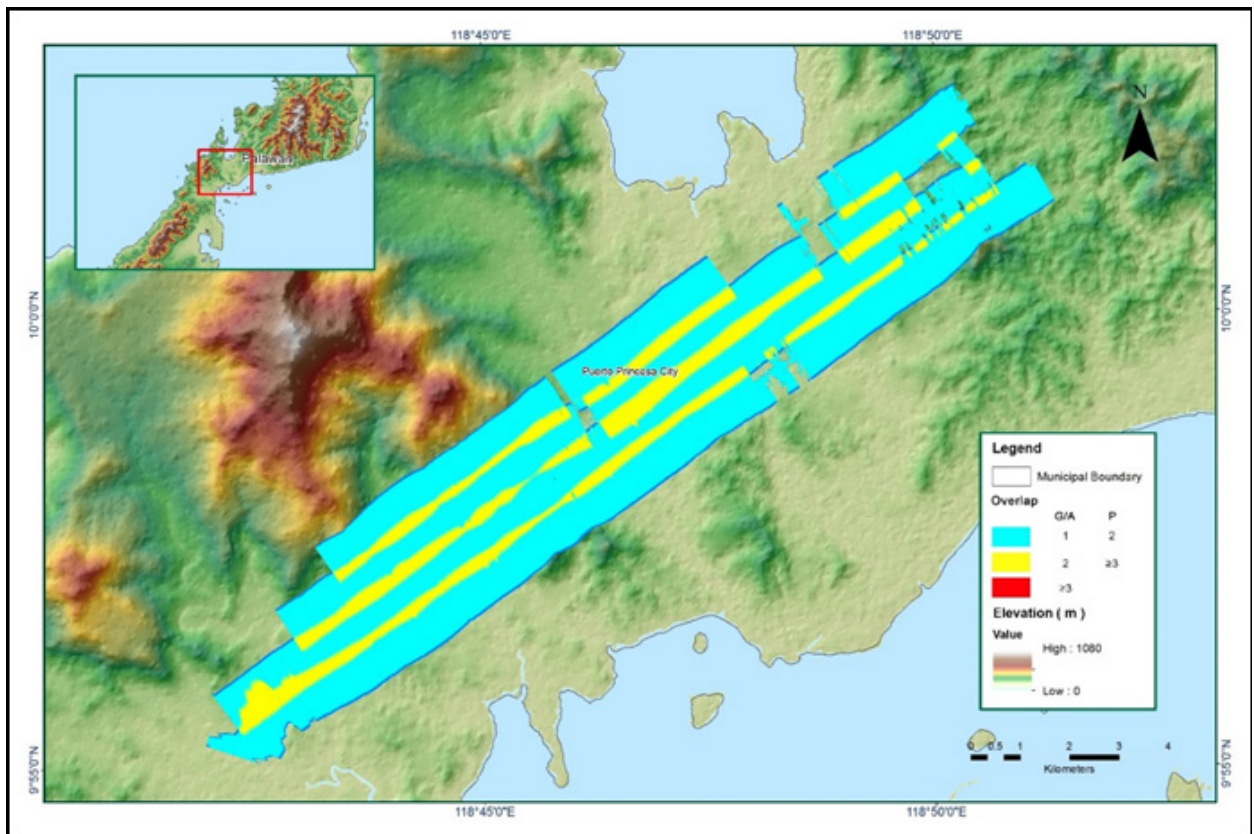 118°45'0"E
118°50'0"E
N
Palawan
10°0'0"N
10°0'0"N
Puerto Princesa City
Legend
Municipal Boundary
Overlap
G/A P
1 2
2 ≥3
≥3
Elevation ( m )
Value
High : 1080
Low : 0
0 0.5 1 2 3 4
Kilometers
9°55'0"N
9°55'0"N
118°45'0"E
118°50'0"E